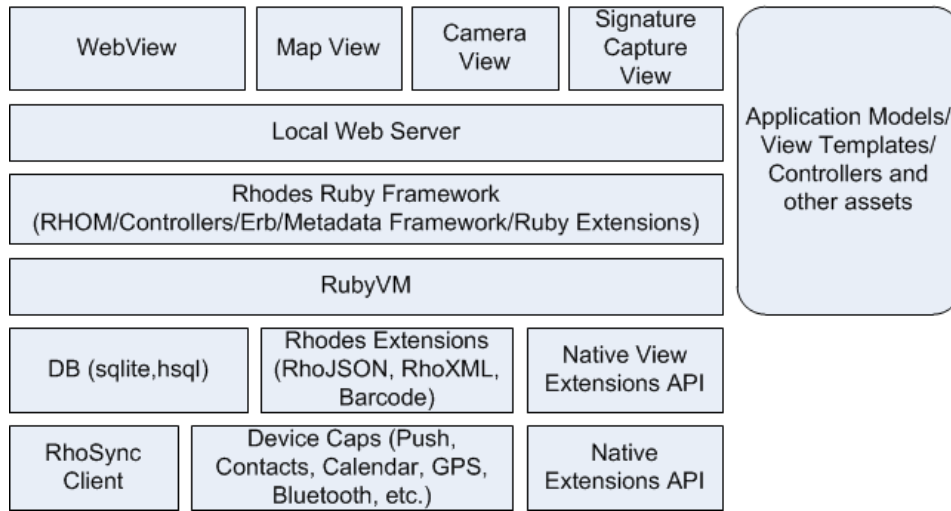 WebView
Map View
Camera
View
Signature
Capture
View
Application Models/
View Templates/
Controllers and
other assets
Local Web Server
Rhodes Ruby Framework
(RHOM/Controllers/Erb/Metadata Framework/Ruby Extensions)
RubyVM
DB (sqlite,hsql)
Rhodes Extensions
(RhoJSON, RhoXML,
Barcode)
Native View
Extensions API
RhoSync
Client
Device Caps (Push,
Contacts, Calendar, GPS,
Bluetooth, etc.)
Native
Extensions API